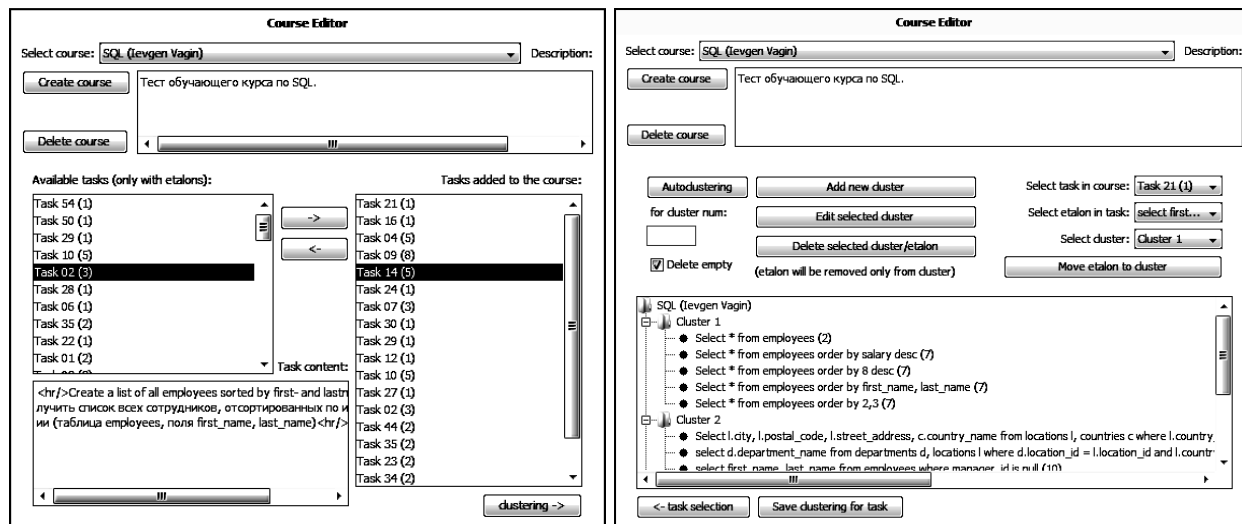 Course Editor
Select course: SQL (Ievgen Vagin) Description:
Create course
Тест обучающего курса по SQL.
Delete course
Available tasks (only with etalons):
Task 54 (1)
Task 50 (1)
Task 29 (1)
Task 10 (5)
Task 02 (3)
Task 28 (1)
Task 06 (1)
Task 35 (2)
Task 22 (1)
Task 01 (2)
->
<-
Tasks added to the course:
Task 21 (1)
Task 16 (1)
Task 04 (5)
Task 09 (8)
Task 14 (5)
Task 24 (1)
Task 07 (3)
Task 30 (1)
Task 29 (1)
Task 12 (1)
Task 10 (5)
Task 27 (1)
Task 02 (3)
Task 44 (2)
Task 35 (2)
Task 23 (2)
Task 34 (2)
Task content:
<hr/>Create a list of all employees sorted by first- and lastn
лучить список всех сотрудников, отсортированных по и
ии (таблица employees, поля first_name, last_name)<hr/>
clustering ->
Course Editor
Select course: SQL (Ievgen Vagin) Description:
Create course
Тест обучающего курса по SQL.
Delete course
Autoclustering
for cluster num:
Delete empty
Add new cluster
Edit selected cluster
Delete selected cluster/etalon
(etalon will be removed only from cluster)
Select task in course: Task 21 (1)
Select etalon in task: select first...
Select cluster: Cluster 1
Move etalon to cluster
SQL (Ievgen Vagin)
Cluster 1
Select * from employees (2)
Select * from employees order by salary desc (7)
Select * from employees order by 8 desc (7)
Select * from employees order by first_name, last_name (7)
Select * from employees order by 2,3 (7)
Cluster 2
Select l.city, l.postal_code, l.street_address, c.country_name from locations l, countries c where l.country_
select d.department_name from departments d, locations l where d.location_id = l.location_id and l.countr
select first_name, last_name from employees where manager_id is null (10)
<- task selection
Save clustering for task